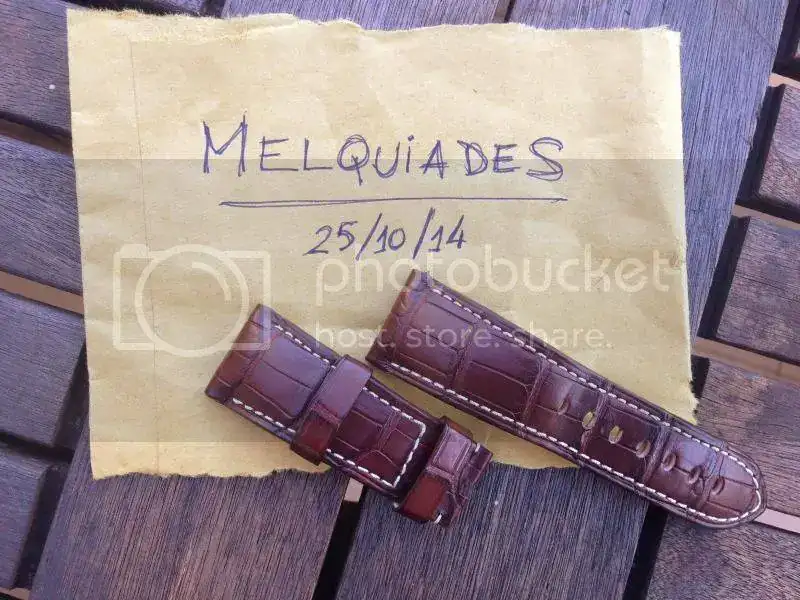 MELQUiADES
25/10/14
photobucket
host. store. share.